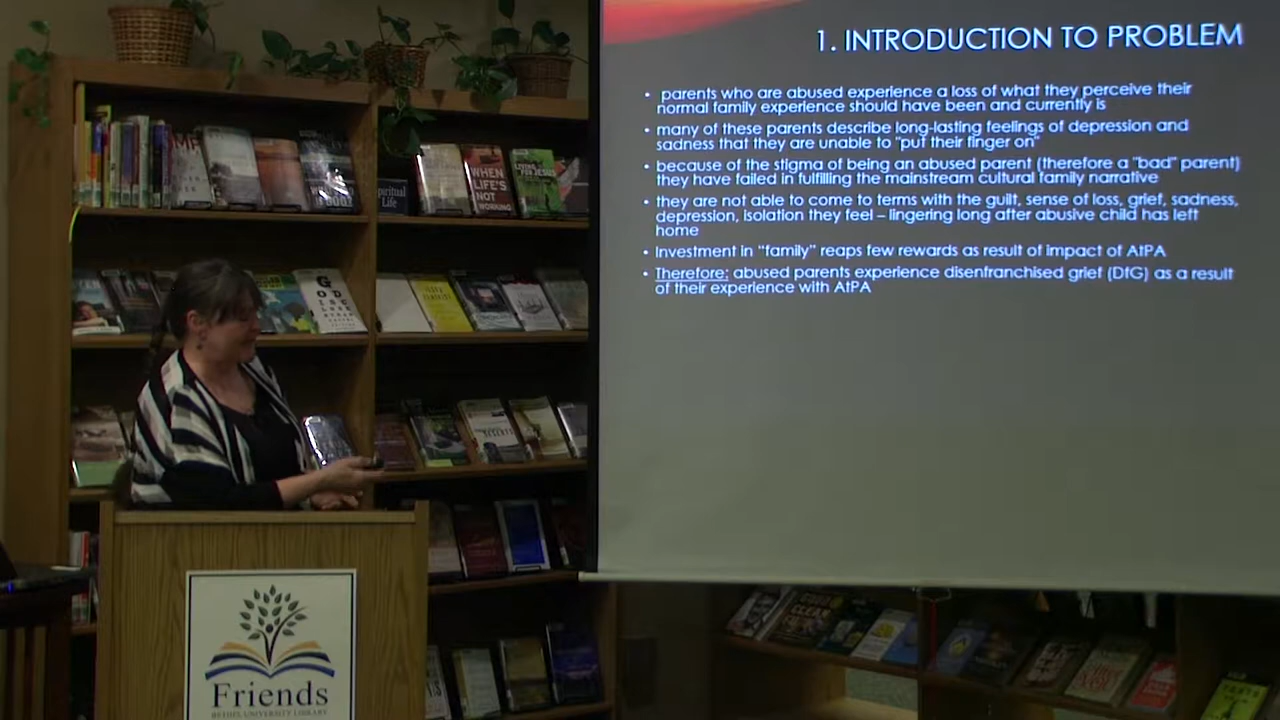 1. INTRODUCTION TO PROBLEM
• parents who are abused experience a loss of what they perceive their
normal family experience should have been and currently is
• many of these parents describe long-lasting feelings of depression and
sadness that they are unable to "put their finger on"
• because of the stigma of being an abused parent (therefore a "bad" parent)
they have failed in fulfilling the mainstream cultural family narrative
• they are not able to come to terms with the guilt, sense of loss, grief, sadness,
depression, isolation they feel – lingering long after abusive child has left
home
• Investment in "family" reaps few rewards as result of impact of AtPA
• Therefore: abused parents experience disenfranchised grief (DfG) as a result
of their experience with AtPA
WHEN
LIFE'S
NOT
WORKING
Spiritual
Life
Friends
BETHEL UNIVERSITY LIBRARY